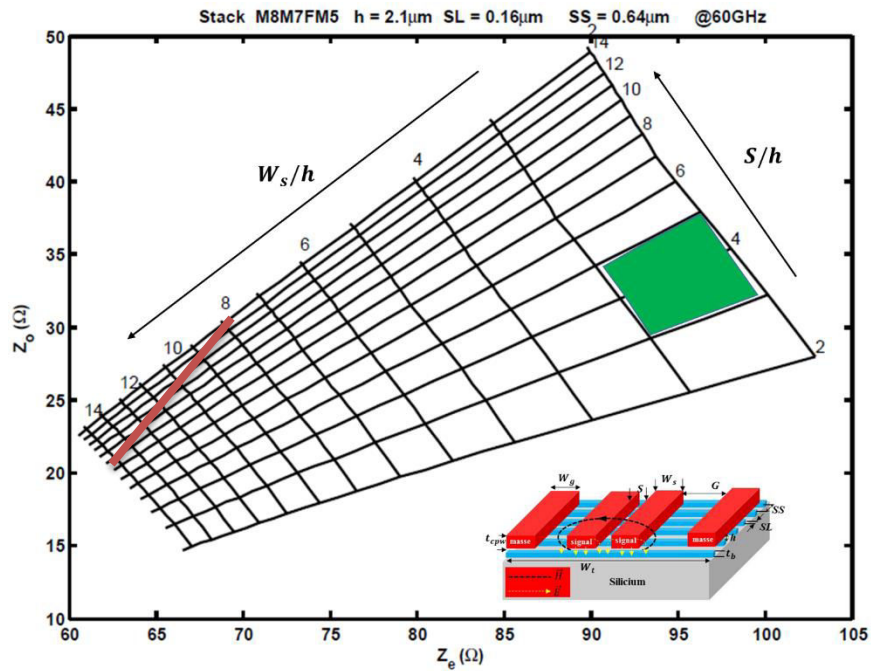 Stack M8M7FM5 h = 2.1μm SL = 0.16μm SS = 0.64μm @60GHz
50
45
40
35
30
25
20
15
10
Z_o (Ω)
60 65 70 75 80 85 90 95 100 105
Z_e (Ω)
W_s/h
S/h
2
14
12
10
8
6
4
2
4
6
8
10
12
14
W_g
S
W_s
G
SS
SL
h
t_b
t_cpw
masse
signal
signal
masse
W_t
Silicium
H